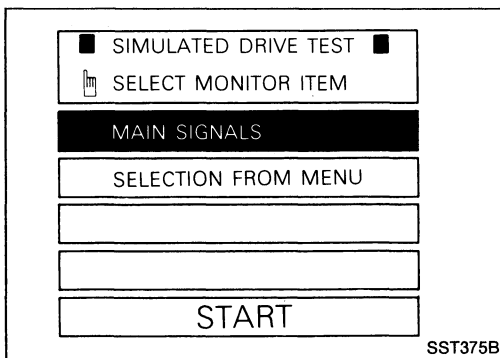 SIMULATED DRIVE TEST
SELECT MONITOR ITEM
MAIN SIGNALS
SELECTION FROM MENU
START
SST375B